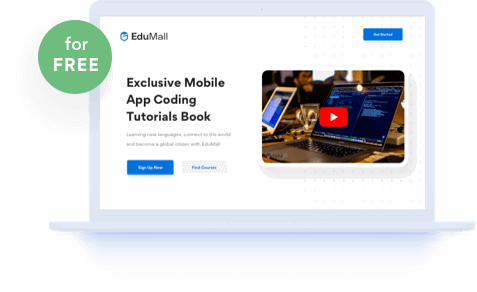 for
FREE
EduMall
Get Started
Exclusive Mobile
App Coding
Tutorials Book
Learning new languages, connect to the world
and become a global citizen with EduMall
Sign Up Now
Find Courses